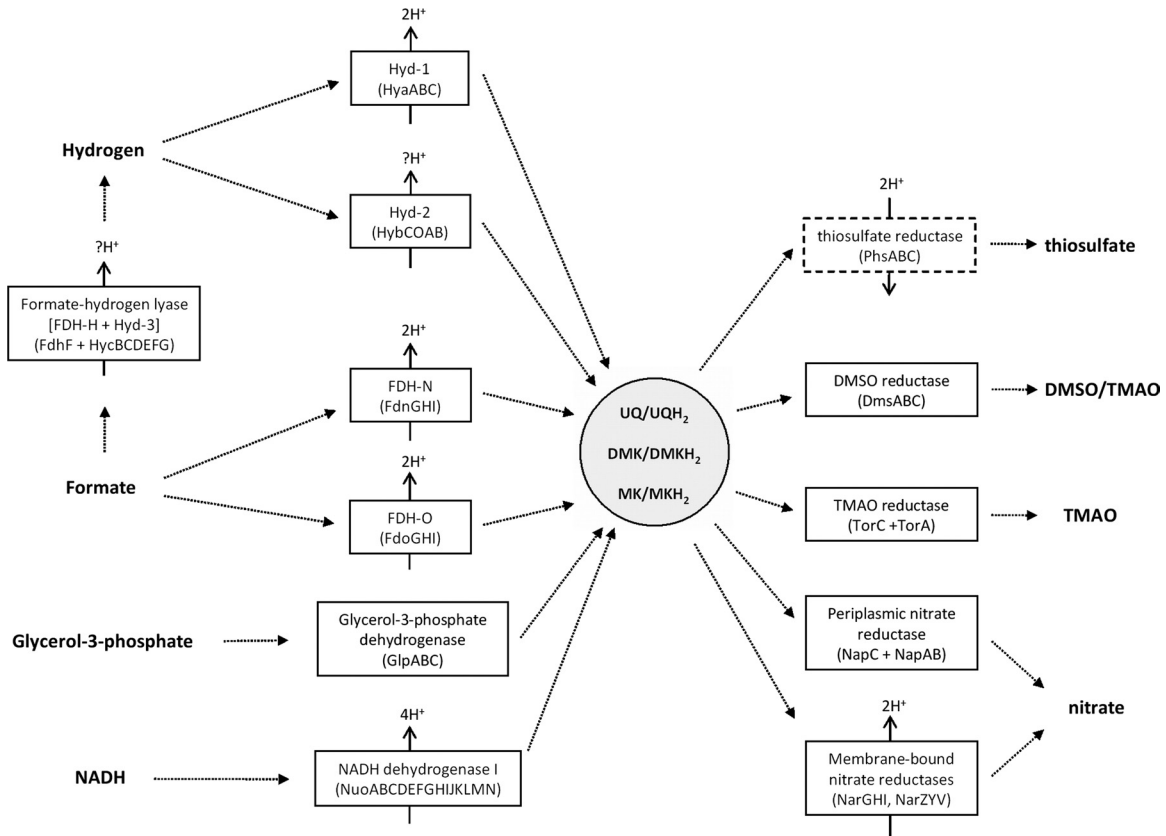 2H⁺
Hyd-1
(HyaABC)
Hydrogen
?H⁺
Hyd-2
(HybCOAB)
?H⁺
Formate-hydrogen lyase
[FDH-H + Hyd-3]
(FdhF + HycBCDEFG)
2H⁺
FDH-N
(FdnGHI)
Formate
2H⁺
FDH-O
(FdoGHI)
Glycerol-3-phosphate
Glycerol-3-phosphate
dehydrogenase
(GlpABC)
4H⁺
NADH
NADH dehydrogenase I
(NuoABCDEFGHIJKLMN)
UQ/UQH₂
DMK/DMKH₂
MK/MKH₂
2H⁺
thiosulfate reductase
(PhsABC)
thiosulfate
DMSO reductase
(DmsABC)
DMSO/TMAO
TMAO reductase
(TorC +TorA)
TMAO
Periplasmic nitrate
reductase
(NapC + NapAB)
nitrate
2H⁺
Membrane-bound
nitrate reductases
(NarGHI, NarZYV)